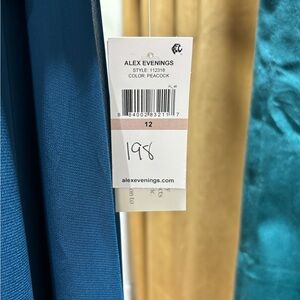 ALEX EVENINGS
STYLE: 112318
COLOR: PEACOCK
12
198
alexevenings.com